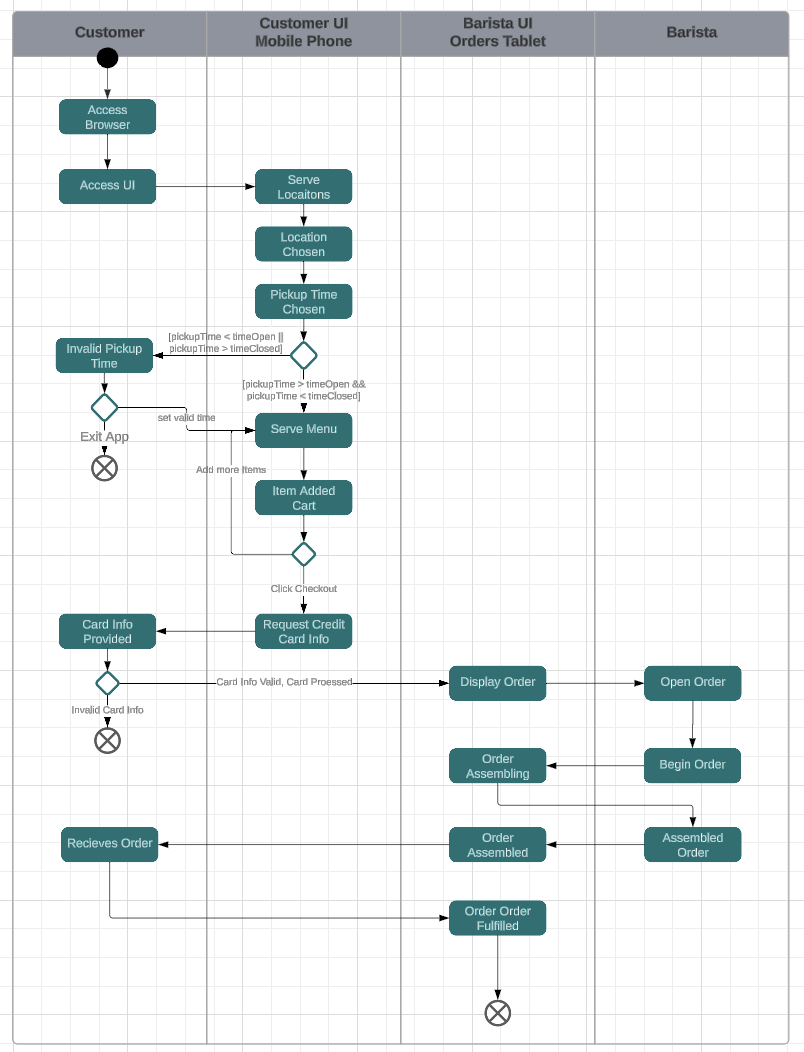 Customer
Customer UI
Mobile Phone
Barista UI
Orders Tablet
Barista
Access
Browser
Access UI
Serve
Locaitons
Location
Chosen
Pickup Time
Chosen
[pickupTime < timeOpen ||
pickupTime > timeClosed]
Invalid Pickup
Time
[pickupTime > timeOpen &&
pickupTime < timeClosed]
set valid time
Serve Menu
Exit App
Add more Items
Item Added
Cart
Click Checkout
Card Info
Provided
Request Credit
Card Info
Card Info Valid, Card Proessed
Display Order
Open Order
Invalid Card Info
Order
Assembling
Begin Order
Recieves Order
Order
Assembled
Assembled
Order
Order Order
Fulfilled